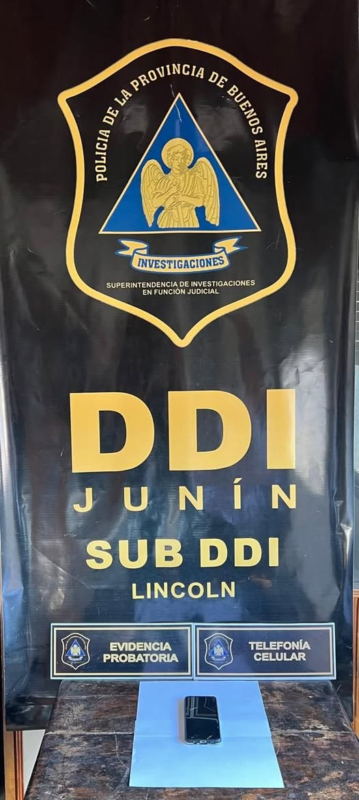 POLICIA DE LA PROVINCIA DE BUENOS AIRES
INVESTIGACIONES
SUPERINTENDENCIA DE INVESTIGACIONES
EN FUNCIÓN JUDICIAL
DDI
JUNÍN
SUB DDI
LINCOLN
EVIDENCIA
PROBATORIA
TELEFONÍA
CELULAR